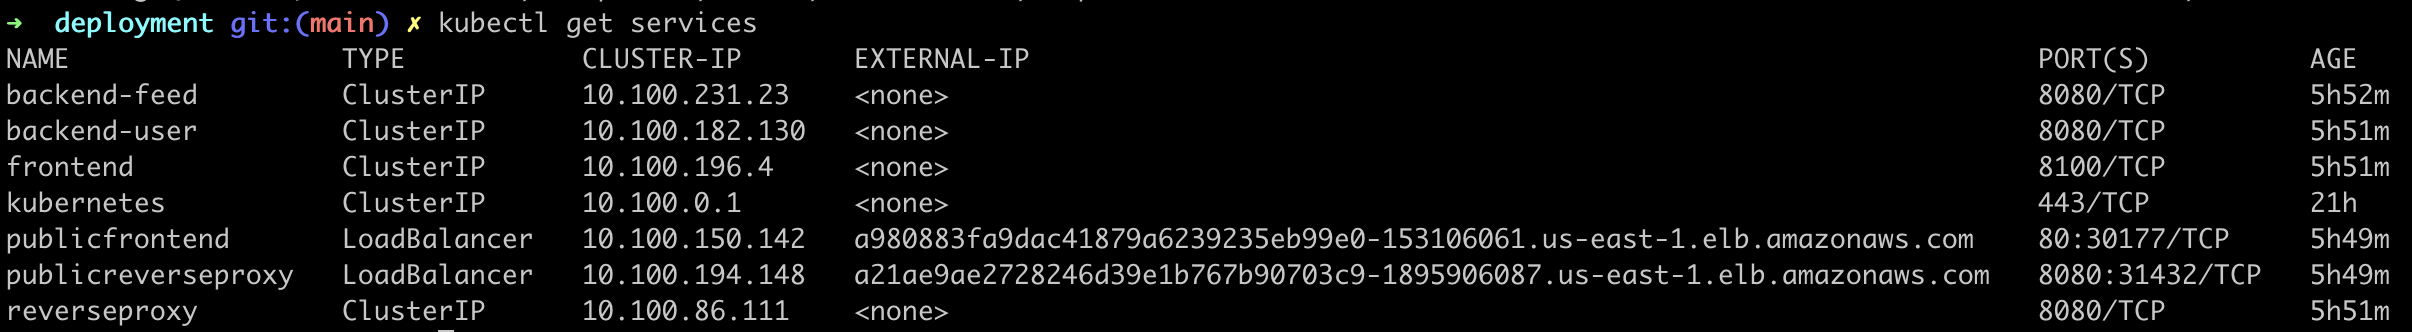 ➜  deployment git:(main) ✗ kubectl get services
NAME                 TYPE           CLUSTER-IP       EXTERNAL-IP                                                               PORT(S)          AGE
backend-feed         ClusterIP      10.100.231.23    <none>                                                                    8080/TCP         5h52m
backend-user         ClusterIP      10.100.182.130   <none>                                                                    8080/TCP         5h51m
frontend             ClusterIP      10.100.196.4     <none>                                                                    8100/TCP         5h51m
kubernetes           ClusterIP      10.100.0.1       <none>                                                                    443/TCP          21h
publicfrontend       LoadBalancer   10.100.150.142   a980883fa9dac41879a6239235eb99e0-153106061.us-east-1.elb.amazonaws.com    80:30177/TCP     5h49m
publicreverseproxy   LoadBalancer   10.100.194.148   a21ae9ae2728246d39e1b767b90703c9-1895906087.us-east-1.elb.amazonaws.com   8080:31432/TCP   5h49m
reverseproxy         ClusterIP      10.100.86.111    <none>                                                                    8080/TCP         5h51m